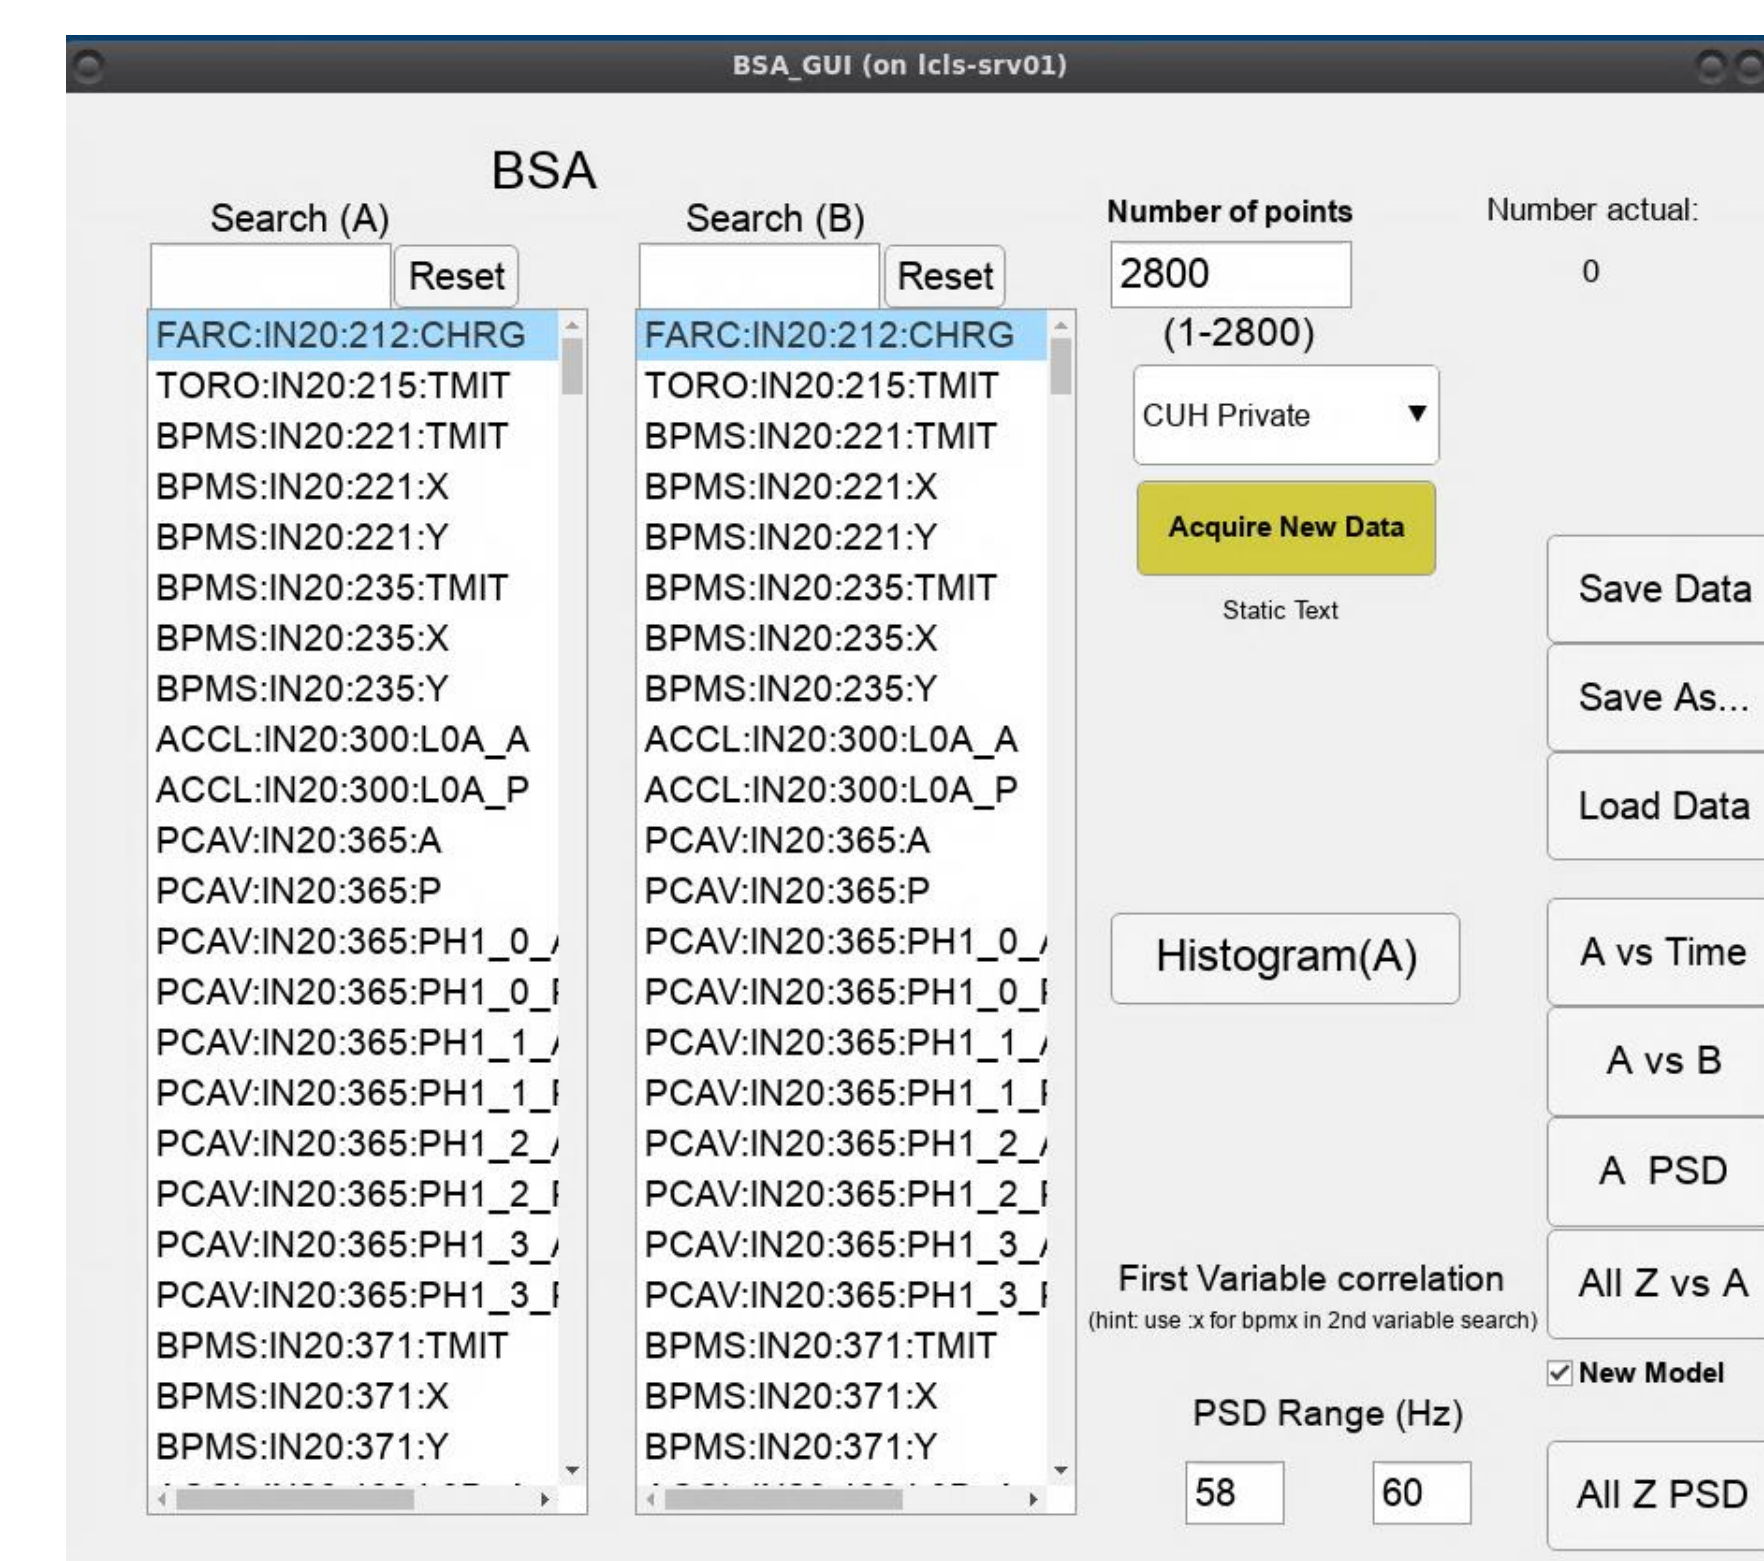 BSA_GUI (on lcls-srv01)
BSA
Search (A)
Reset
FARC:IN20:212:CHRG
TORO:IN20:215:TMIT
BPMS:IN20:221:TMIT
BPMS:IN20:221:X
BPMS:IN20:221:Y
BPMS:IN20:235:TMIT
BPMS:IN20:235:X
BPMS:IN20:235:Y
ACCL:IN20:300:L0A_A
ACCL:IN20:300:L0A_P
PCAV:IN20:365:A
PCAV:IN20:365:P
PCAV:IN20:365:PH1_0_
PCAV:IN20:365:PH1_0_
PCAV:IN20:365:PH1_1_
PCAV:IN20:365:PH1_1_
PCAV:IN20:365:PH1_2_
PCAV:IN20:365:PH1_2_
PCAV:IN20:365:PH1_3_
PCAV:IN20:365:PH1_3_
BPMS:IN20:371:TMIT
BPMS:IN20:371:X
BPMS:IN20:371:Y
Search (B)
Reset
FARC:IN20:212:CHRG
TORO:IN20:215:TMIT
BPMS:IN20:221:TMIT
BPMS:IN20:221:X
BPMS:IN20:221:Y
BPMS:IN20:235:TMIT
BPMS:IN20:235:X
BPMS:IN20:235:Y
ACCL:IN20:300:L0A_A
ACCL:IN20:300:L0A_P
PCAV:IN20:365:A
PCAV:IN20:365:P
PCAV:IN20:365:PH1_0_
PCAV:IN20:365:PH1_0_
PCAV:IN20:365:PH1_1_
PCAV:IN20:365:PH1_1_
PCAV:IN20:365:PH1_2_
PCAV:IN20:365:PH1_2_
PCAV:IN20:365:PH1_3_
PCAV:IN20:365:PH1_3_
BPMS:IN20:371:TMIT
BPMS:IN20:371:X
BPMS:IN20:371:Y
Number of points
2800
(1-2800)
CUH Private
Acquire New Data
Static Text
Histogram(A)
First Variable correlation
(hint: use :x for bpmx in 2nd variable search)
PSD Range (Hz)
58
60
Number actual:
0
Save Data
Save As...
Load Data
A vs Time
A vs B
A PSD
All Z vs A
New Model
All Z PSD